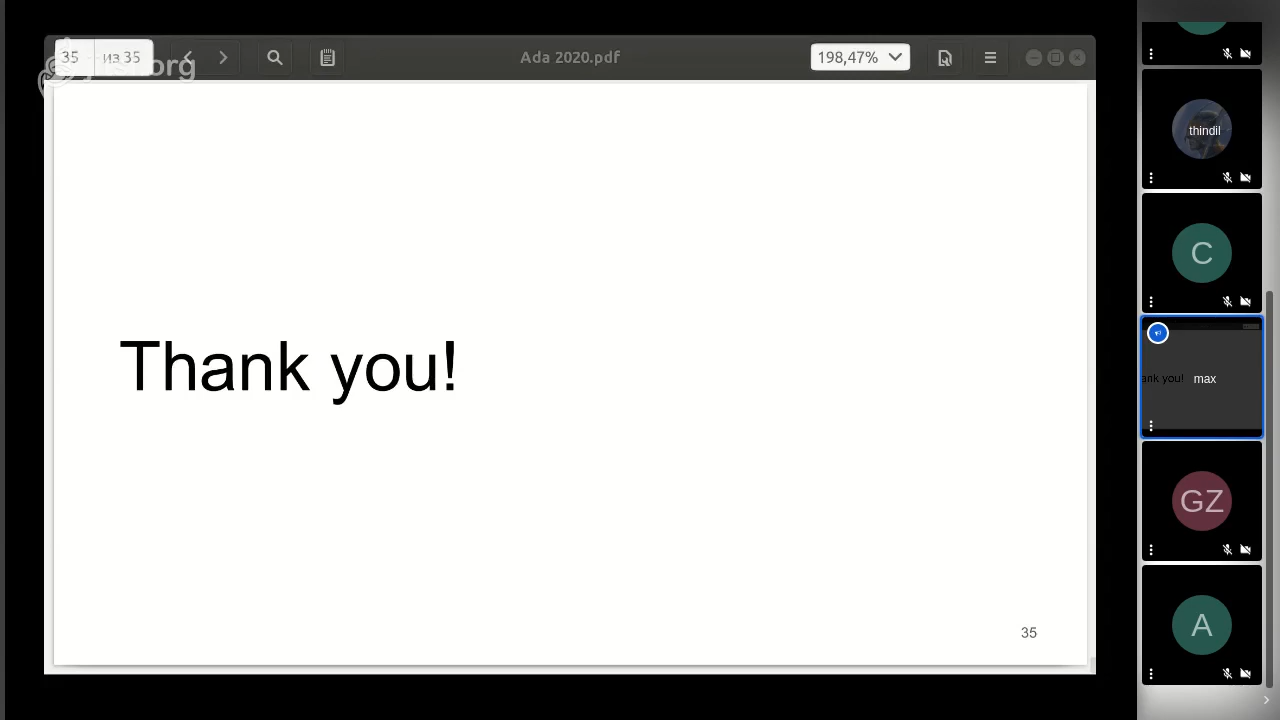 35
из 35
Ada 2020.pdf
198,47%
Thank you!
35
thindil
C
ank you!
max
GZ
A